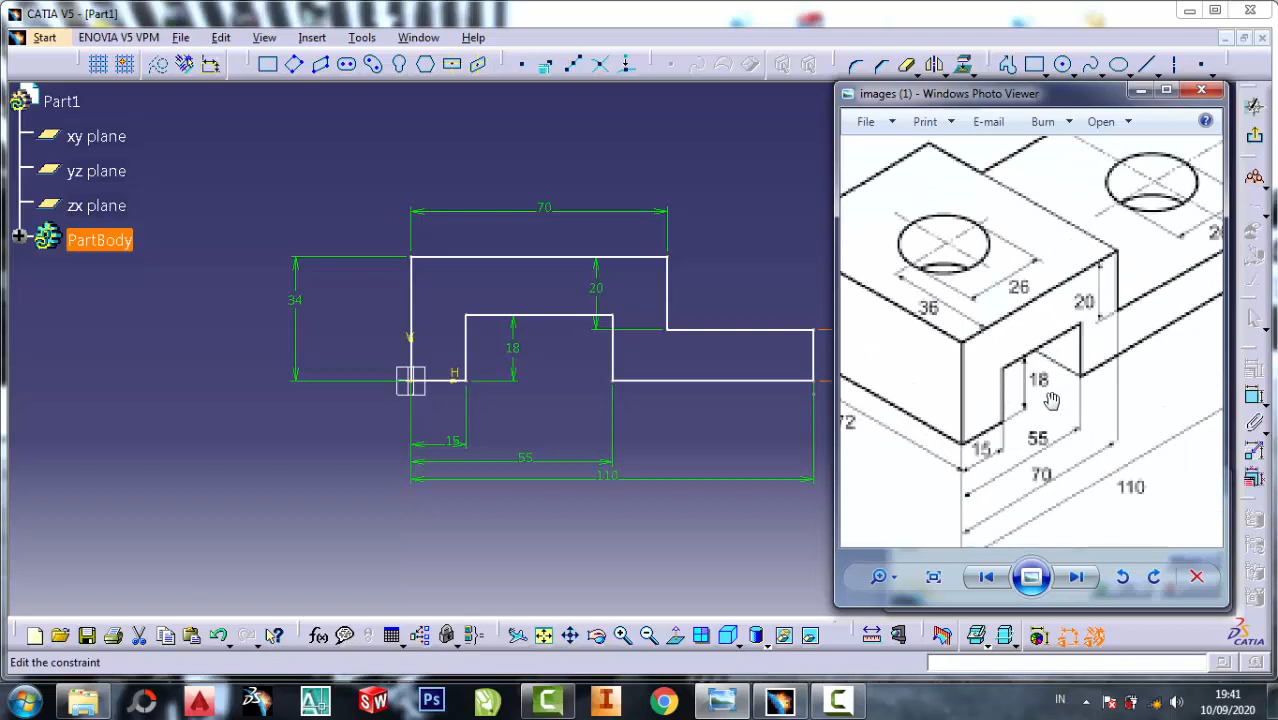 CATIA V5 - [Part1]
Start ENOVIA V5 VPM File Edit View Insert Tools Window Help
Part1
xy plane
yz plane
zx plane
PartBody
70
34
20
18
V
H
15
55
110
images (1) - Windows Photo Viewer
File Print E-mail Burn Open
26
36
20
18
72
15
55
70
110
f(x)
CATIA
Edit the constraint
SW
Ps
IN
19:41
10/09/2020